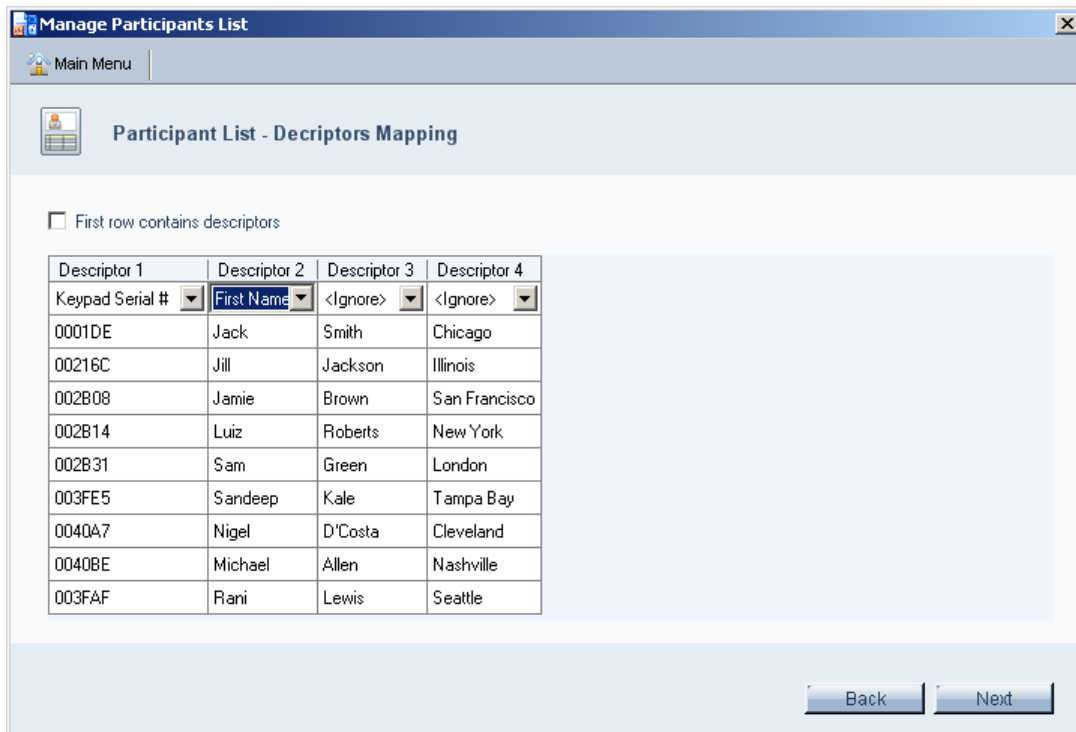 Manage Participants List
Main Menu
Participant List - Decriptors Mapping
First row contains descriptors
Descriptor 1 Descriptor 2 Descriptor 3 Descriptor 4
Keypad Serial # First Name <Ignore> <Ignore>
0001DE Jack Smith Chicago
00216C Jill Jackson Illinois
002B08 Jamie Brown San Francisco
002B14 Luiz Roberts New York
002B31 Sam Green London
003FE5 Sandeep Kale Tampa Bay
0040A7 Nigel D'Costa Cleveland
0040BE Michael Allen Nashville
003FAF Rani Lewis Seattle
Back Next